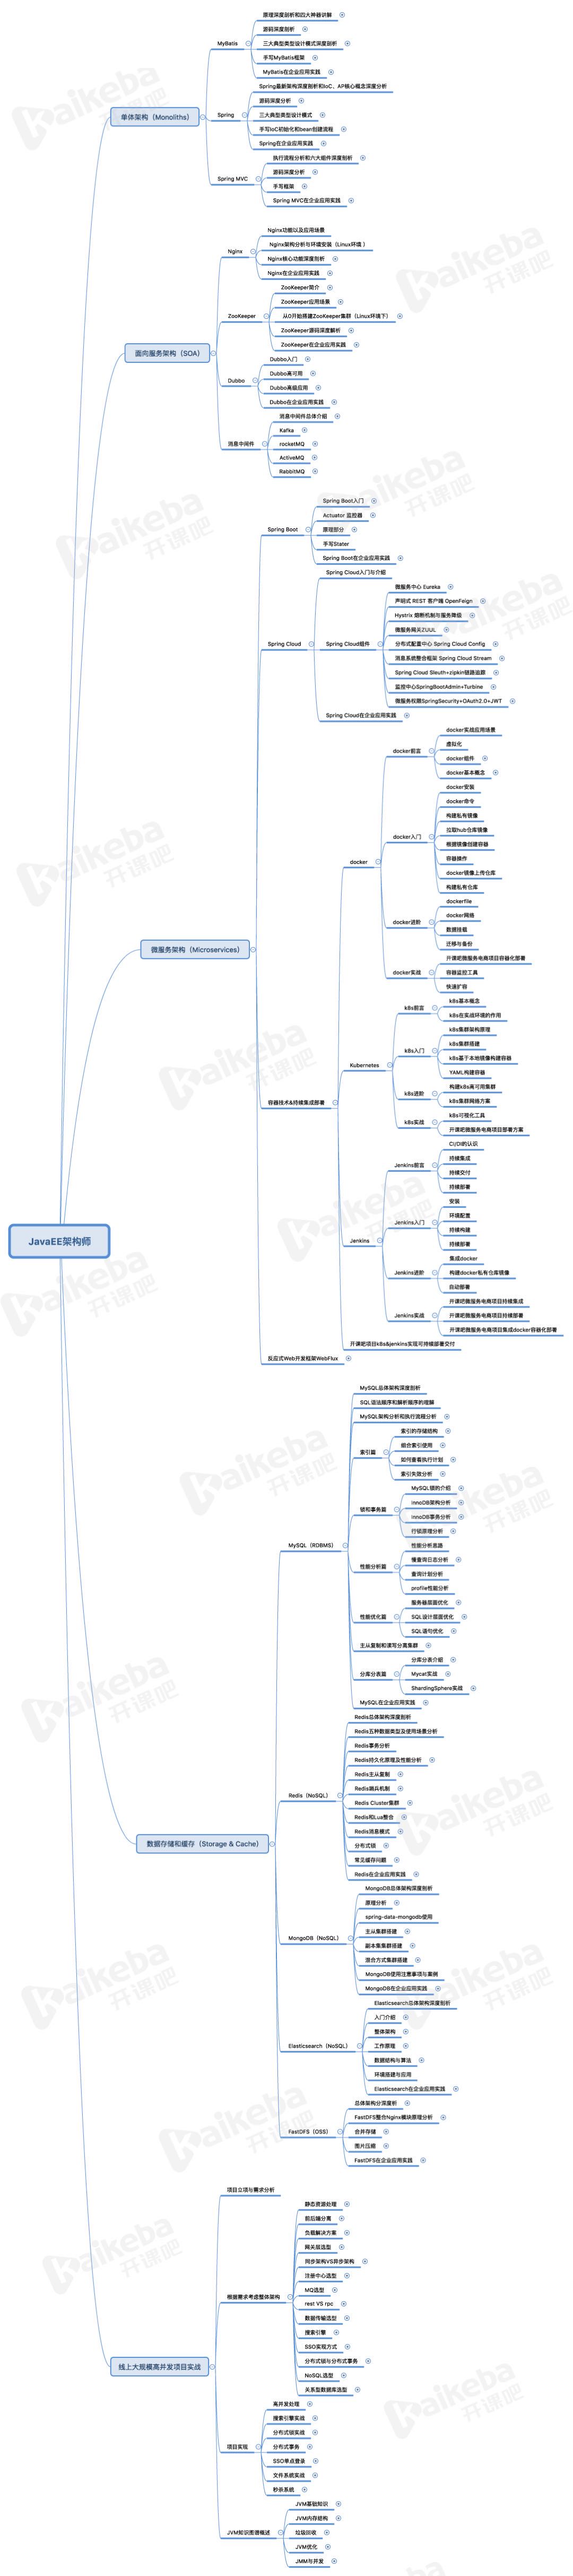 JavaEE架构师
单体架构（Monoliths）
MyBatis
原理深度剖析和四大神器讲解
源码深度剖析
三大典型类型设计模式深度剖析
手写MyBatis框架
MyBatis在企业应用实践
Spring
Spring最新架构深度剖析和IoC、AP核心概念深度分析
源码深度分析
三大典型类型设计模式
手写IoC初始化和bean创建流程
Spring在企业应用实践
Spring MVC
执行流程分析和六大组件深度剖析
源码深度分析
手写框架
Spring MVC在企业应用实践
面向服务架构（SOA）
Nginx
Nginx功能以及应用场景
Nginx架构分析与环境安装（Linux环境 ）
Nginx核心功能深度剖析
Nginx在企业应用实践
ZooKeeper
ZooKeeper简介
ZooKeeper应用场景
从0开始搭建ZooKeeper集群（Linux环境下）
ZooKeeper源码深度解析
ZooKeeper在企业应用实践
Dubbo
Dubbo入门
Dubbo高可用
Dubbo高级应用
Dubbo在企业应用实践
消息中间件
消息中间件总体介绍
Kafka
rocketMQ
ActiveMQ
RabbitMQ
微服务架构（Microservices）
Spring Boot
Spring Boot入门
Actuator 监控器
原理部分
手写Stater
Spring Boot在企业应用实践
Spring Cloud
Spring Cloud入门与介绍
Spring Cloud组件
微服务中心 Eureka
声明式 REST 客户端 OpenFeign
Hystrix 熔断机制与服务降级
微服务网关ZUUL
分布式配置中心 Spring Cloud Config
消息系统整合框架 Spring Cloud Stream
Spring Cloud Sleuth+zipkin链路追踪
监控中心SpringBootAdmin+Turbine
微服务权限SpringSecurity+OAuth2.0+JWT
Spring Cloud在企业应用实践
容器技术&持续集成部署
docker
docker前言
docker实战应用场景
虚拟化
docker组件
docker基本概念
docker入门
docker安装
docker命令
构建私有镜像
拉取hub仓库镜像
根据镜像创建容器
容器操作
docker镜像上传仓库
构建私有仓库
docker进阶
dockerfile
docker网络
数据挂载
迁移与备份
docker实战
开课吧微服务电商项目容器化部署
容器监控工具
快速扩容
Kubernetes
k8s前言
k8s基本概念
k8s在实战环境的作用
k8s入门
k8s集群架构原理
k8s集群搭建
k8s基于本地镜像构建容器
YAML构建容器
k8s进阶
构建k8s高可用集群
k8s集群网络方案
k8s实战
k8s可视化工具
开课吧微服务电商项目部署方案
Jenkins
Jenkins前言
CI/DI的认识
持续集成
持续交付
持续部署
Jenkins入门
安装
环境配置
持续构建
持续部署
Jenkins进阶
集成docker
构建docker私有仓库镜像
自动部署
Jenkins实战
开课吧微服务电商项目持续集成
开课吧微服务电商项目持续部署
开课吧微服务电商项目集成docker容器化部署
开课吧项目k8s&jenkins实现可持续部署交付
反应式Web开发框架WebFlux
数据存储和缓存（Storage & Cache）
MySQL（RDBMS）
MySQL总体架构深度剖析
SQL语法顺序和解析顺序的理解
MySQL架构分析和执行流程分析
索引篇
索引的存储结构
组合索引使用
如何查看执行计划
索引失效分析
锁和事务篇
MySQL锁的介绍
innoDB架构分析
innoDB事务分析
行锁原理分析
性能分析篇
性能分析思路
慢查询日志分析
查询计划分析
profile性能分析
性能优化篇
服务器层面优化
SQL设计层面优化
SQL语句优化
主从复制和读写分离集群
分库分表篇
分库分表介绍
Mycat实战
ShardingSphere实战
MySQL在企业应用实践
Redis（NoSQL）
Redis总体架构深度剖析
Redis五种数据类型及使用场景分析
Redis事务分析
Redis持久化原理及性能分析
Redis主从复制
Redis哨兵机制
Redis Cluster集群
Redis和Lua整合
Redis消息模式
分布式锁
常见缓存问题
Redis在企业应用实践
MongoDB（NoSQL）
MongoDB总体架构深度剖析
原理分析
spring-data-mongodb使用
主从集群搭建
副本集集群搭建
混合方式集群搭建
MongoDB使用注意事项与案例
MongoDB在企业应用实践
Elasticsearch（NoSQL）
Elasticsearch总体架构深度剖析
入门介绍
整体架构
工作原理
数据结构与算法
环境搭建与应用
Elasticsearch在企业应用实践
FastDFS（OSS）
总体架构分深度析
FastDFS整合Nginx模块原理分析
合并存储
图片压缩
FastDFS在企业应用实践
线上大规模高并发项目实战
项目立项与需求分析
根据需求考虑整体架构
静态资源处理
前后端分离
负载解决方案
网关层选型
同步架构VS异步架构
注册中心选型
MQ选型
rest VS rpc
数据传输选型
搜索引擎
SSO实现方式
分布式锁与分布式事务
NoSQL选型
关系型数据库选型
项目实现
高并发处理
搜索引擎实战
分布式锁实战
分布式事务
SSO单点登录
文件系统实战
秒杀系统
JVM知识图谱概述
JVM基础知识
JVM内存结构
垃圾回收
JVM优化
JMM与并发